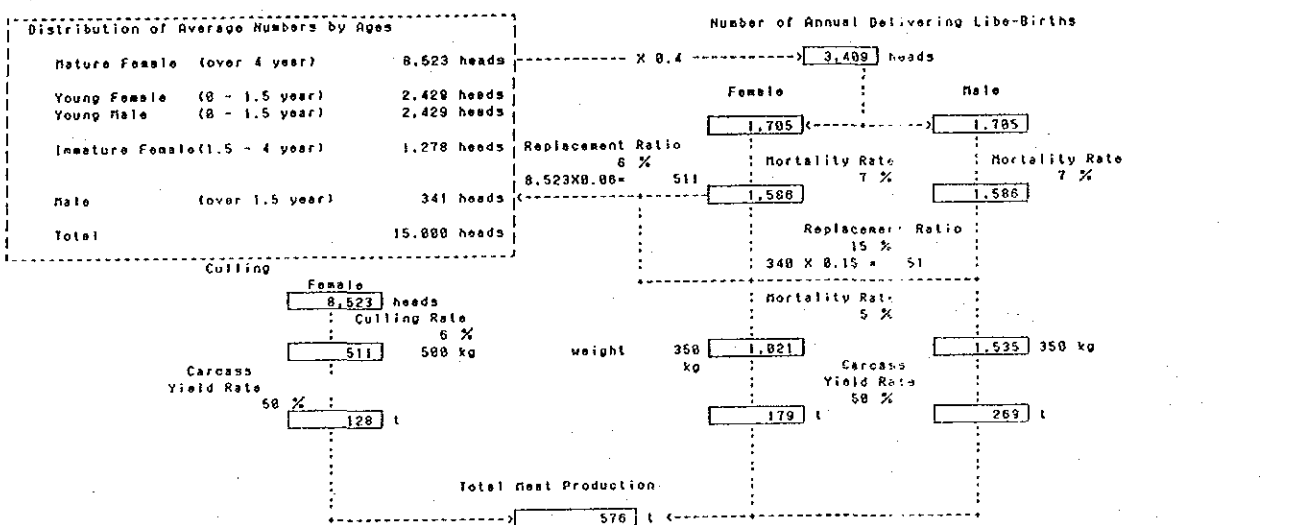 Distribution of Average Numbers by Ages
Number of Annual Delivering Libe-Births
Mature Female (over 4 year) 8,523 heads X 0.4 3,409 heads
Young Female (0 - 1.5 year) 2,429 heads
Young Male (0 - 1.5 year) 2,429 heads
Female Male
1,705 1,705
Immature Female(1.5 - 4 year) 1,278 heads
Replacement Ratio
6 %
8,523X0.06= 511
Mortality Rate
7 %
Mortality Rate
7 %
Male (over 1.5 year) 341 heads
1,586 1,586
Total 15,000 heads
Replacement Ratio
15 %
340 X 0.15 = 51
Culling
Female
8,523 heads
Culling Rate
6 %
511 500 kg
Mortality Rate
5 %
weight 350 kg 1,021
1,535 350 kg
Carcass
Yield Rate
50 %
128 t
Carcass
Yield Rate
50 %
179 t
269 t
Total Meat Production
576 t